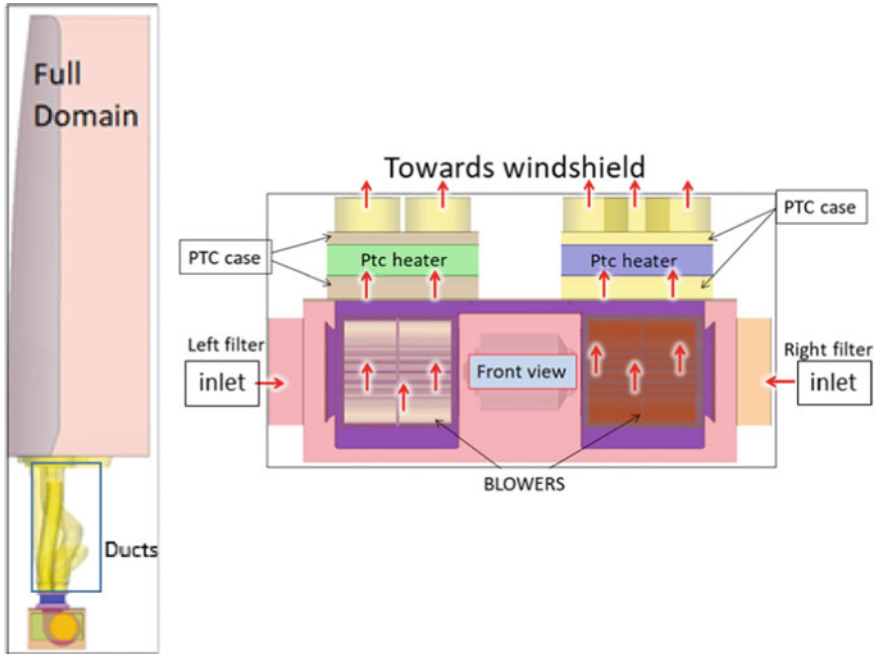 Full
Domain
Ducts
Towards windshield
PTC case
PTC case
Ptc heater
Ptc heater
Left filter
inlet
Front view
Right filter
inlet
BLOWERS